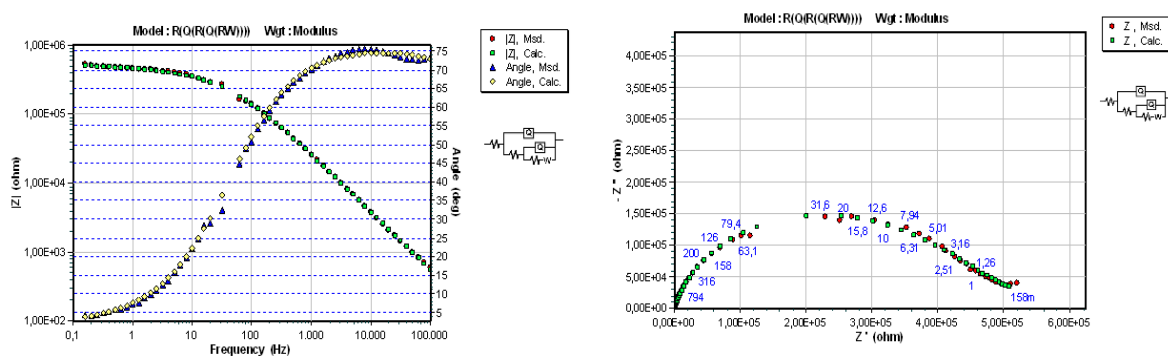 Model : R(Q(R(Q(RW)))) Wgt : Modulus
1,00E+06
1,00E+05
1,00E+04
1,00E+03
1,00E+02
|Z| (ohm)
75
70
65
60
55
50
45
40
35
30
25
20
15
10
5
Angle (deg)
0,1
1
10
100
1.000
10.000
100.000
Frequency (Hz)
|Z|, Msd.
|Z|, Calc.
Angle, Msd.
Angle, Calc.
Q
Q
W
Model : R(Q(R(Q(RW)))) Wgt : Modulus
4,00E+05
3,50E+05
3,00E+05
2,50E+05
2,00E+05
1,50E+05
1,00E+05
5,00E+04
0,00E+00
- Z '' (ohm)
31,6
20
12,6
7,94
5,01
3,16
1,26
79,4
126
200
63,1
158
316
794
15,8
10
6,31
2,51
1
158m
0,00E+00
1,00E+05
2,00E+05
3,00E+05
4,00E+05
5,00E+05
6,00E+05
Z ' (ohm)
Z , Msd.
Z , Calc.
Q
Q
W